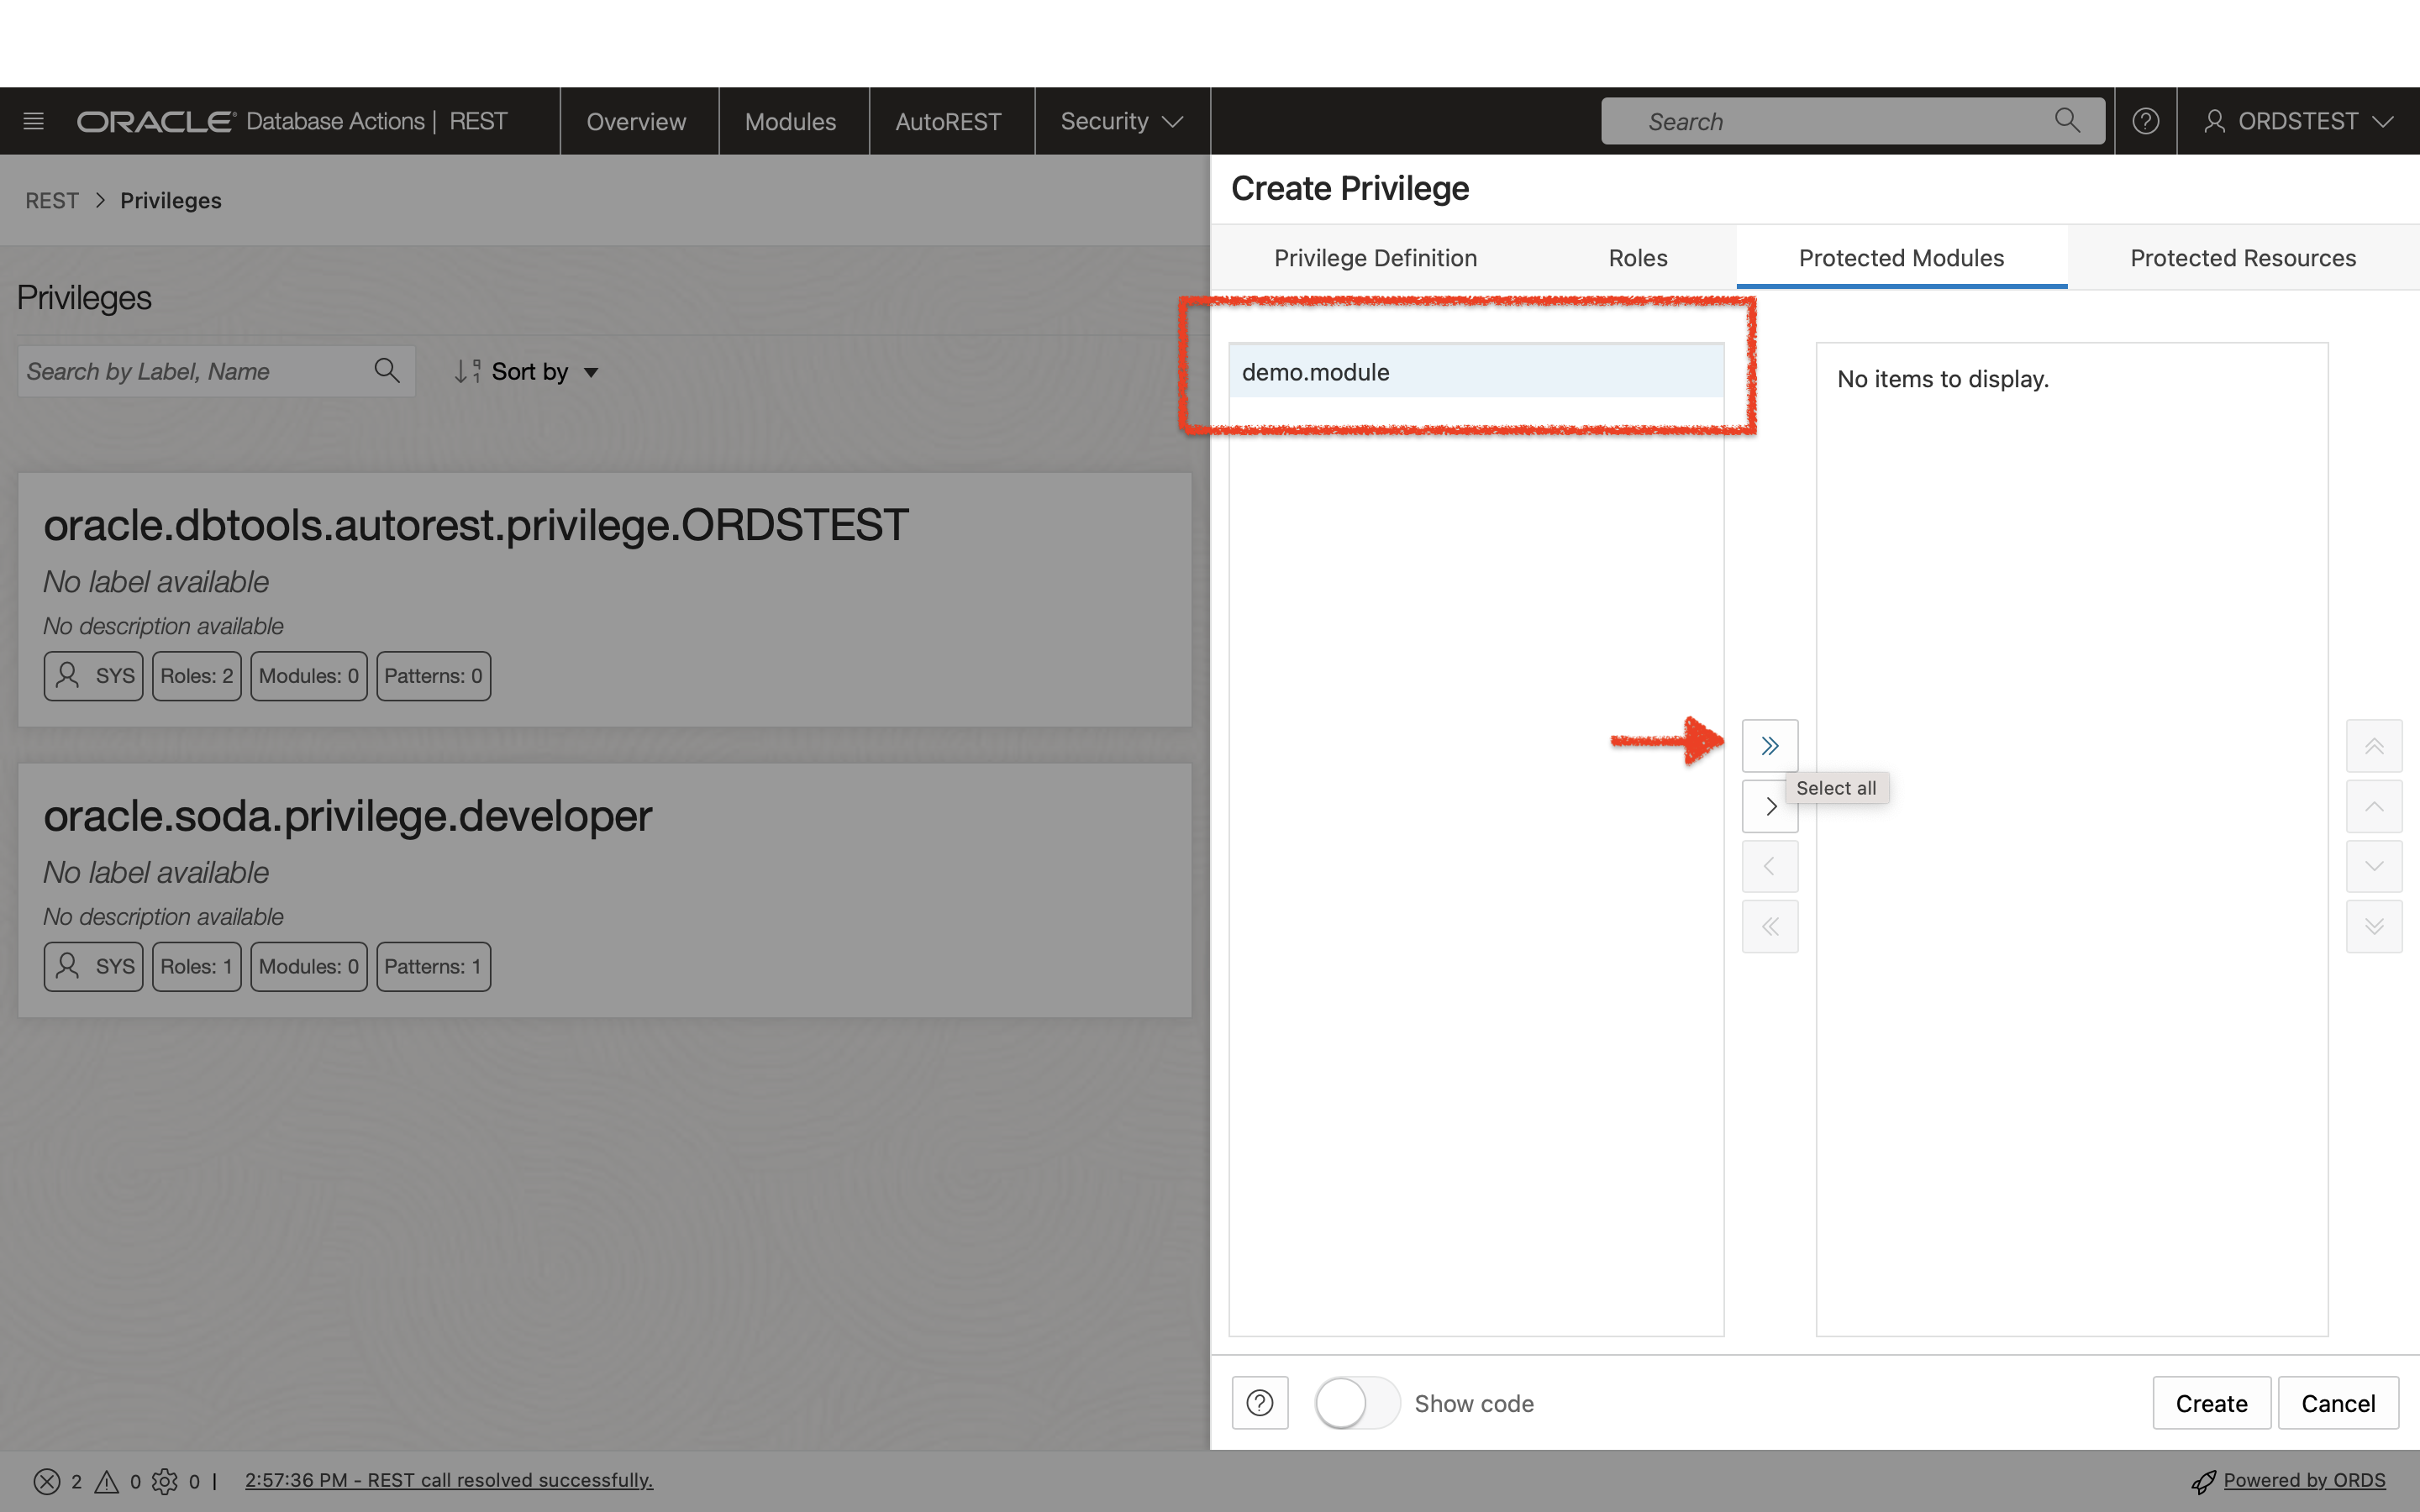 ORACLE Database Actions | REST
Overview
Modules
AutoREST
Security
Search
ORDSTEST
REST > Privileges
Privileges
Search by Label, Name
Sort by
oracle.dbtools.autorest.privilege.ORDSTEST
No label available
No description available
SYS
Roles: 2
Modules: 0
Patterns: 0
oracle.soda.privilege.developer
No label available
No description available
SYS
Roles: 1
Modules: 0
Patterns: 1
Create Privilege
Privilege Definition
Roles
Protected Modules
Protected Resources
demo.module
No items to display.
Select all
Show code
Create
Cancel
2 0 0 | 2:57:36 PM - REST call resolved successfully.
Powered by ORDS